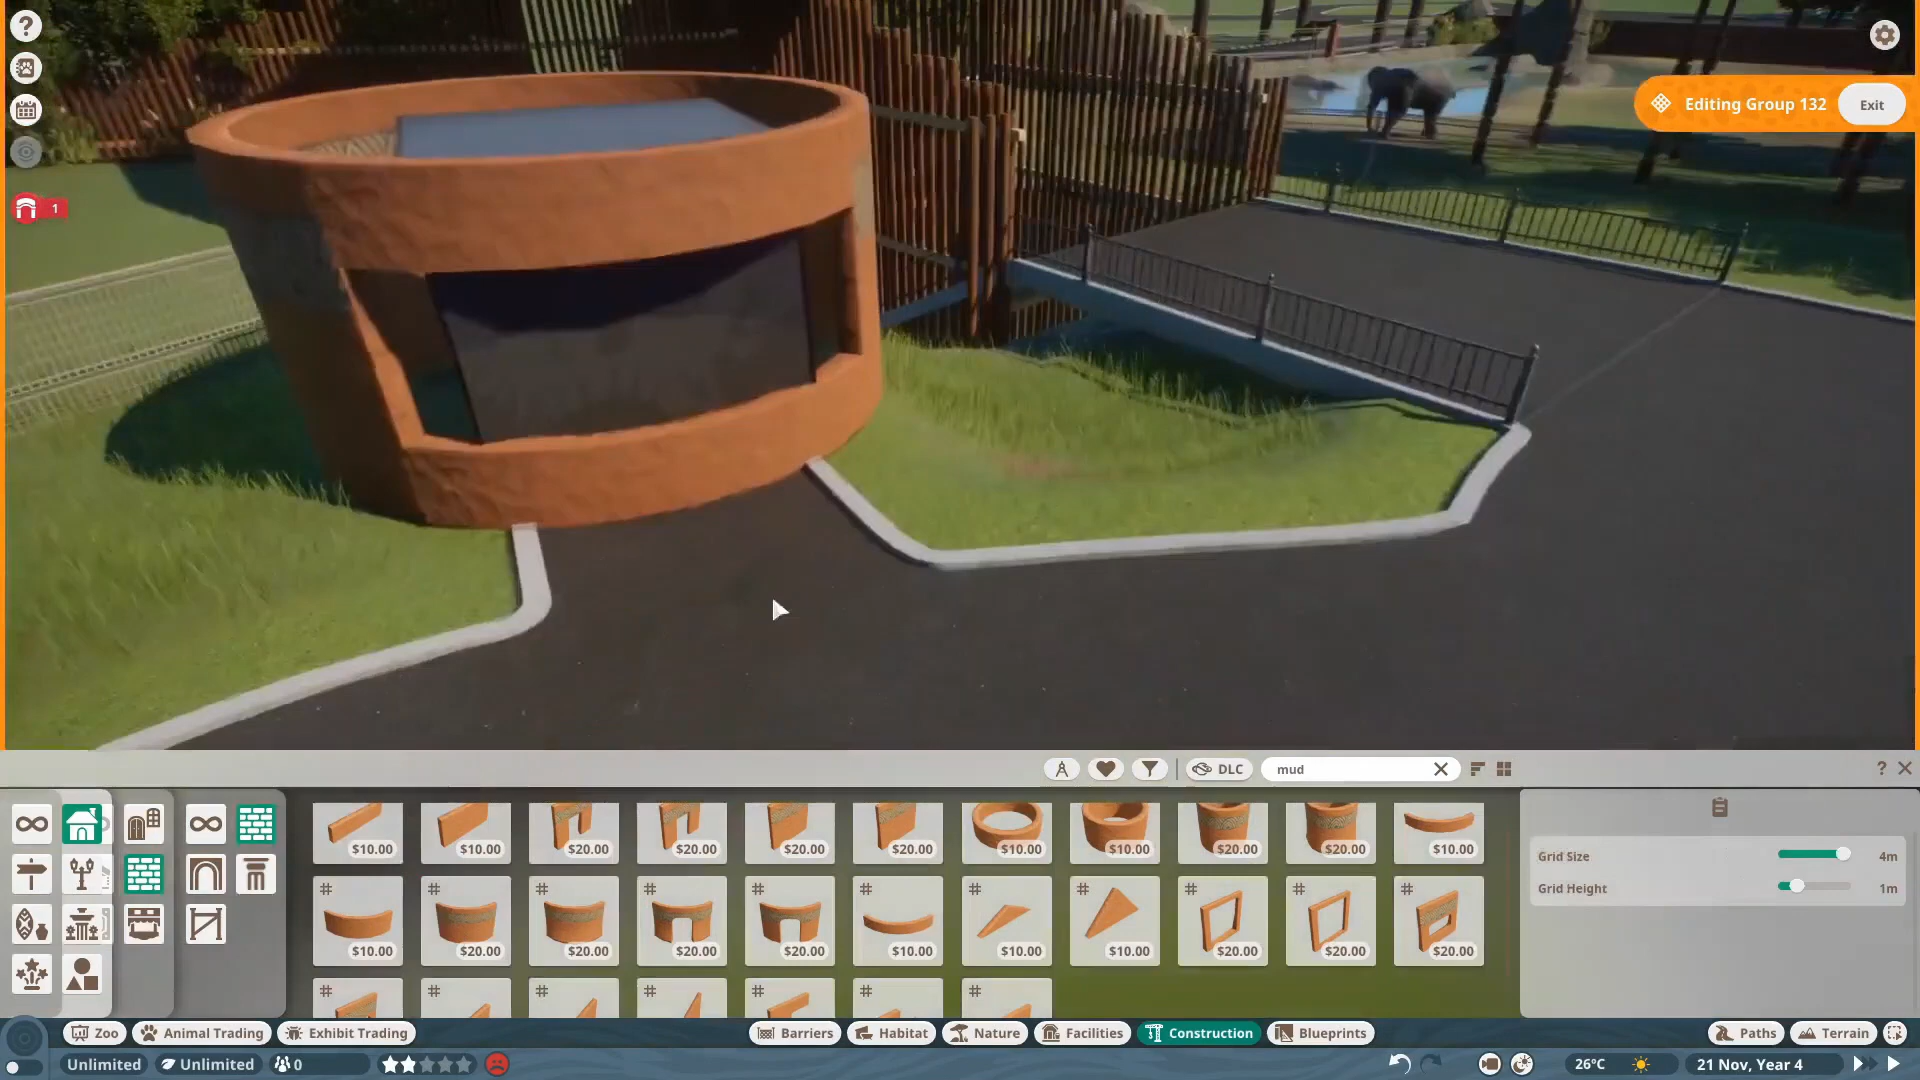 ?
Editing Group 132 Exit
1
DLC mud
?
$10.00 $10.00 $20.00 $20.00 $20.00 $20.00 $10.00 $10.00 $20.00 $20.00 $10.00
# # # # # # # # # # #
$10.00 $20.00 $20.00 $20.00 $20.00 $10.00 $10.00 $10.00 $20.00 $20.00 $20.00
# # # # # # #
Grid Size 4m
Grid Height 1m
Zoo Animal Trading Exhibit Trading Barriers Habitat Nature Facilities Construction Blueprints Paths Terrain
Unlimited Unlimited 0 26°C 21 Nov, Year 4